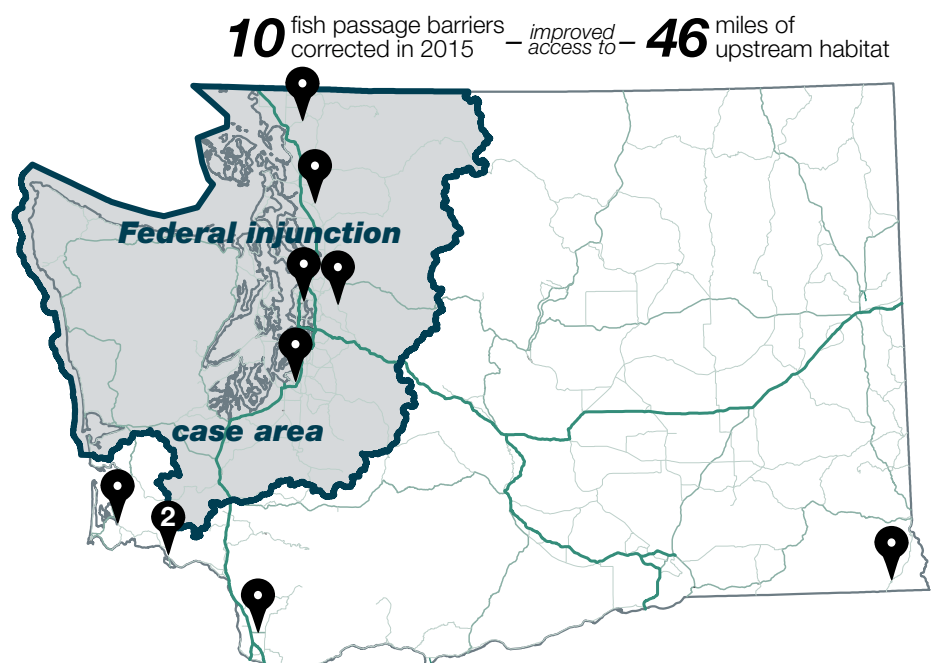 10 fish passage barriers corrected in 2015 – improved access to – 46 miles of upstream habitat
Federal injunction
case area
2